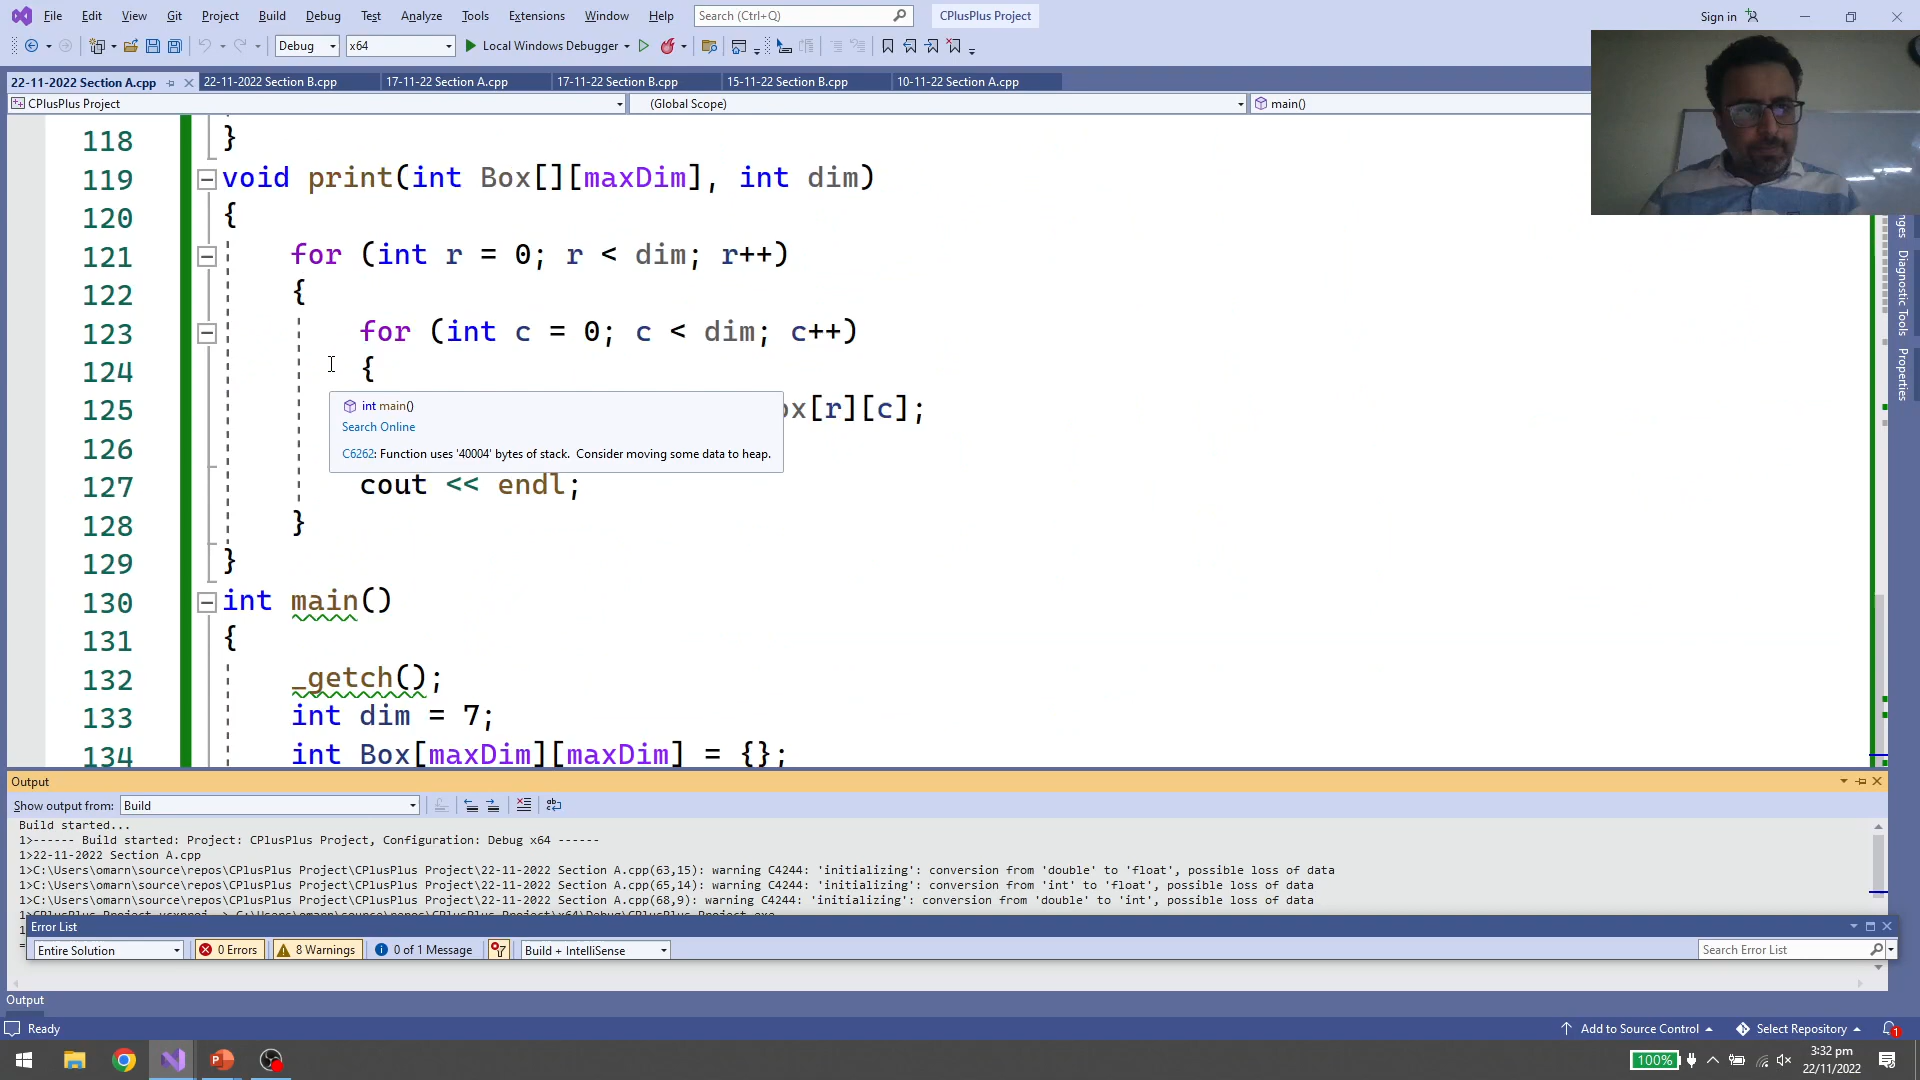 File Edit View Git Project Build Debug Test Analyze Tools Extensions Window Help Search (Ctrl+Q) CPlusPlus Project Sign in
Debug x64 Local Windows Debugger
22-11-2022 Section A.cpp 22-11-2022 Section B.cpp 17-11-22 Section A.cpp 17-11-22 Section B.cpp 15-11-22 Section B.cpp 10-11-22 Section A.cpp
CPlusPlus Project (Global Scope) main()
118 }
119 void print(int Box[][maxDim], int dim)
120 {
121 for (int r = 0; r < dim; r++)
122 {
123 for (int c = 0; c < dim; c++)
124 {
int main()
125 [r][c];
Search Online
126
C6262: Function uses '40004' bytes of stack. Consider moving some data to heap.
127 cout << endl;
128 }
129 }
130 int main()
131 {
132 _getch();
133 int dim = 7;
134 int Box[maxDim][maxDim] = {};
Diagnostic Tools
Properties
Output
Show output from: Build
Build started...
1>------ Build started: Project: CPlusPlus Project, Configuration: Debug x64 ------
1>22-11-2022 Section A.cpp
1>C:\Users\omarn\source\repos\CPlusPlus Project\CPlusPlus Project\22-11-2022 Section A.cpp(63,15): warning C4244: 'initializing': conversion from 'double' to 'float', possible loss of data
1>C:\Users\omarn\source\repos\CPlusPlus Project\CPlusPlus Project\22-11-2022 Section A.cpp(65,14): warning C4244: 'initializing': conversion from 'int' to 'float', possible loss of data
1>C:\Users\omarn\source\repos\CPlusPlus Project\CPlusPlus Project\22-11-2022 Section A.cpp(68,9): warning C4244: 'initializing': conversion from 'double' to 'int', possible loss of data
Error List
Entire Solution 0 Errors 8 Warnings 0 of 1 Message Build + IntelliSense Search Error List
Output
Ready Add to Source Control Select Repository 1
100% 3:32 pm
22/11/2022